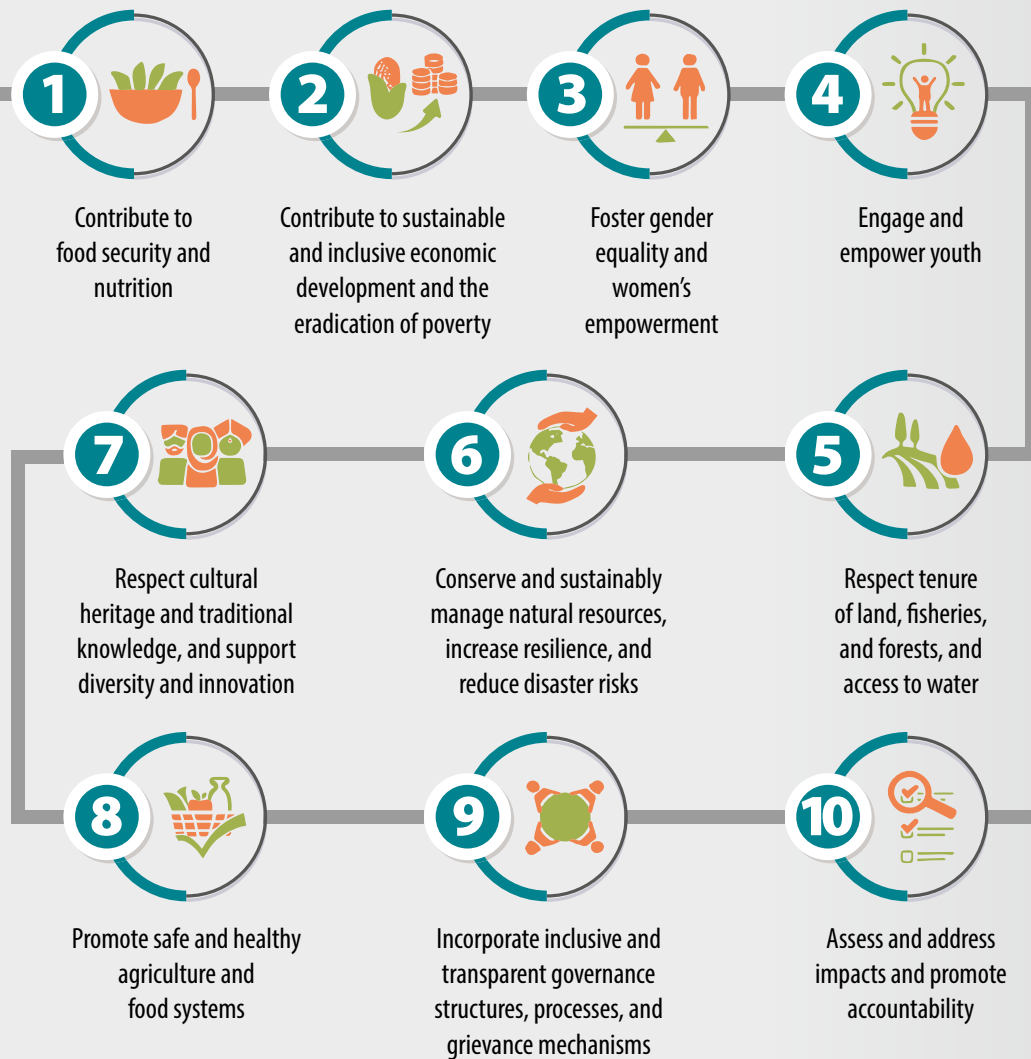 1
Contribute to
food security and
nutrition
2
Contribute to sustainable
and inclusive economic
development and the
eradication of poverty
3
Foster gender
equality and
women's
empowerment
4
Engage and
empower youth
5
Respect tenure
of land, fisheries,
and forests, and
access to water
6
Conserve and sustainably
manage natural resources,
increase resilience, and
reduce disaster risks
7
Respect cultural
heritage and traditional
knowledge, and support
diversity and innovation
8
Promote safe and healthy
agriculture and
food systems
9
Incorporate inclusive and
transparent governance
structures, processes, and
grievance mechanisms
10
Assess and address
impacts and promote
accountability